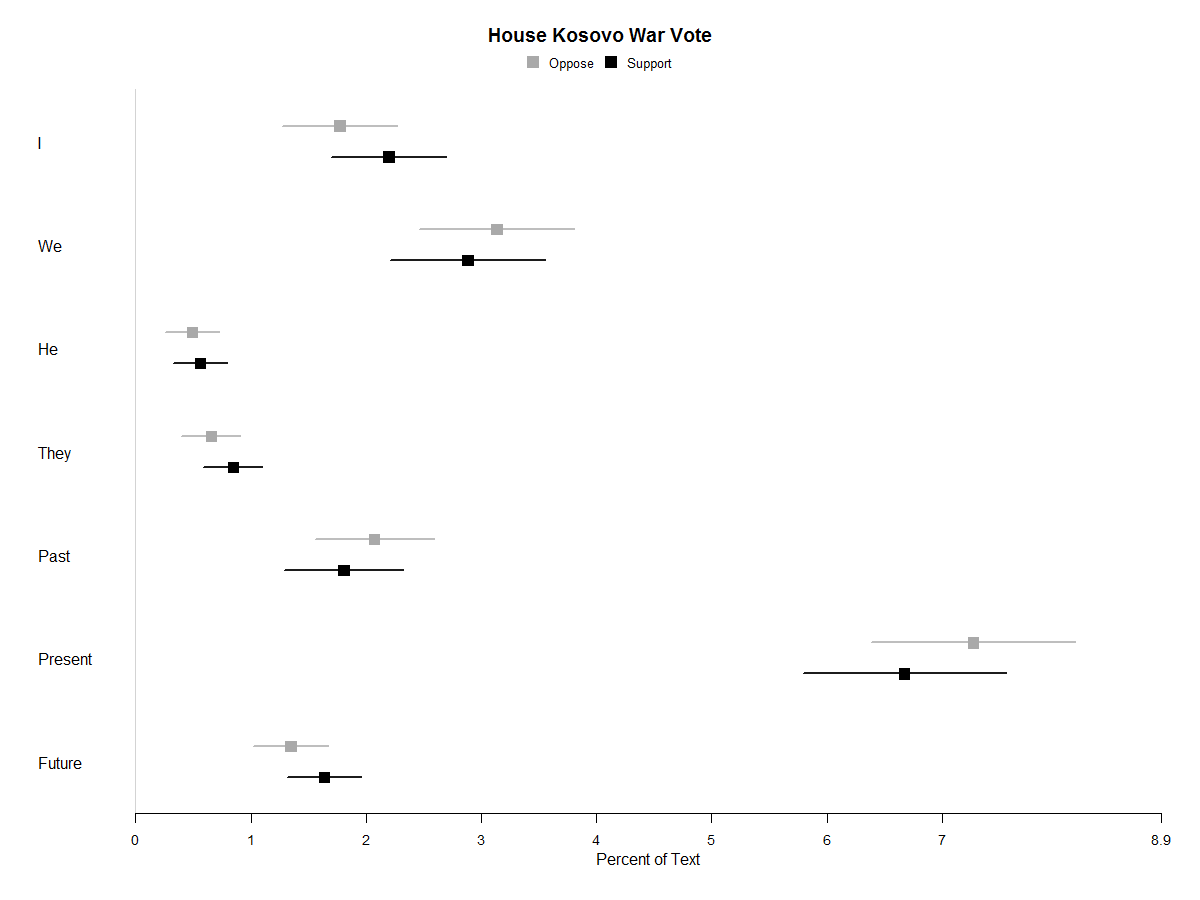 House Kosovo War Vote
Oppose Support
I
We
He
They
Past
Present
Future
0 1 2 3 4 5 6 7 8.9
Percent of Text